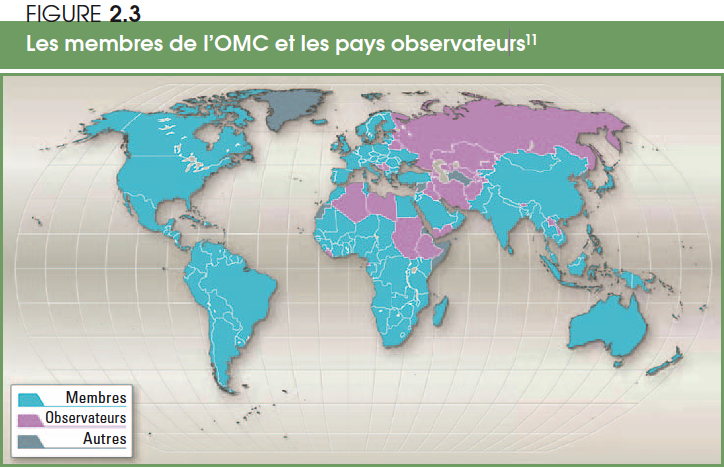 FIGURE 2.3
Les membres de l’OMC et les pays observateurs¹¹
Membres
Observateurs
Autres